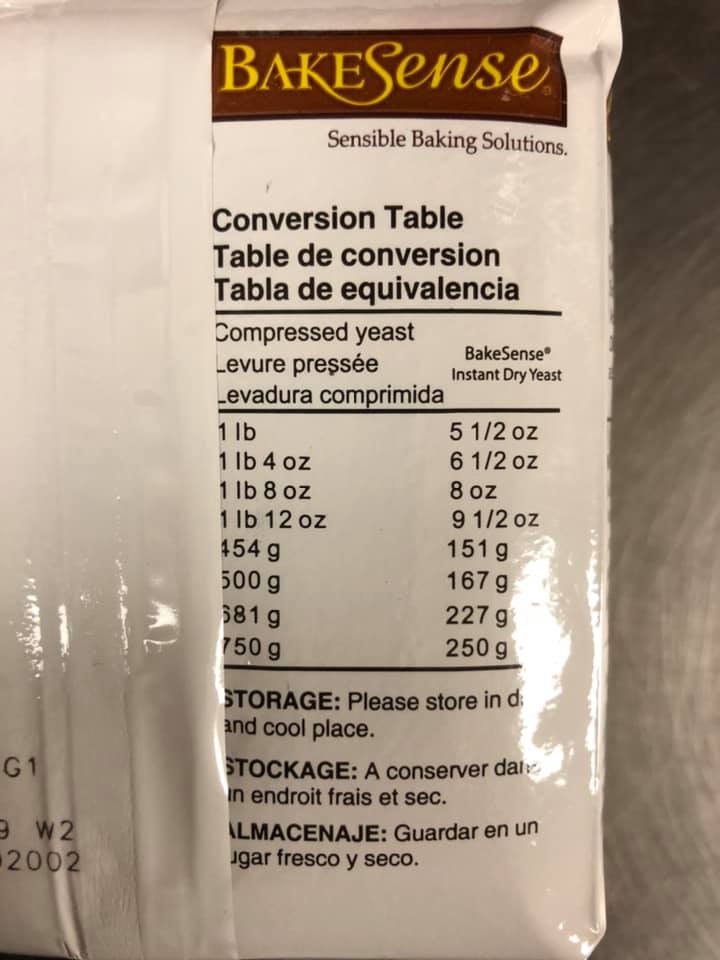 BAKESense®
Sensible Baking Solutions.
Conversion Table
Table de conversion
Tabla de equivalencia
Compressed yeast
Levure pressée
Levadura comprimida
BakeSense®
Instant Dry Yeast
1 lb 5 1/2 oz
1 lb 4 oz 6 1/2 oz
1 lb 8 oz 8 oz
1 lb 12 oz 9 1/2 oz
454 g 151 g
500 g 167 g
681 g 227 g
750 g 250 g
STORAGE: Please store in
and cool place.
STOCKAGE: A conserver dans
un endroit frais et sec.
ALMACENAJE: Guardar en un
lugar fresco y seco.
G1
9 W2
2002